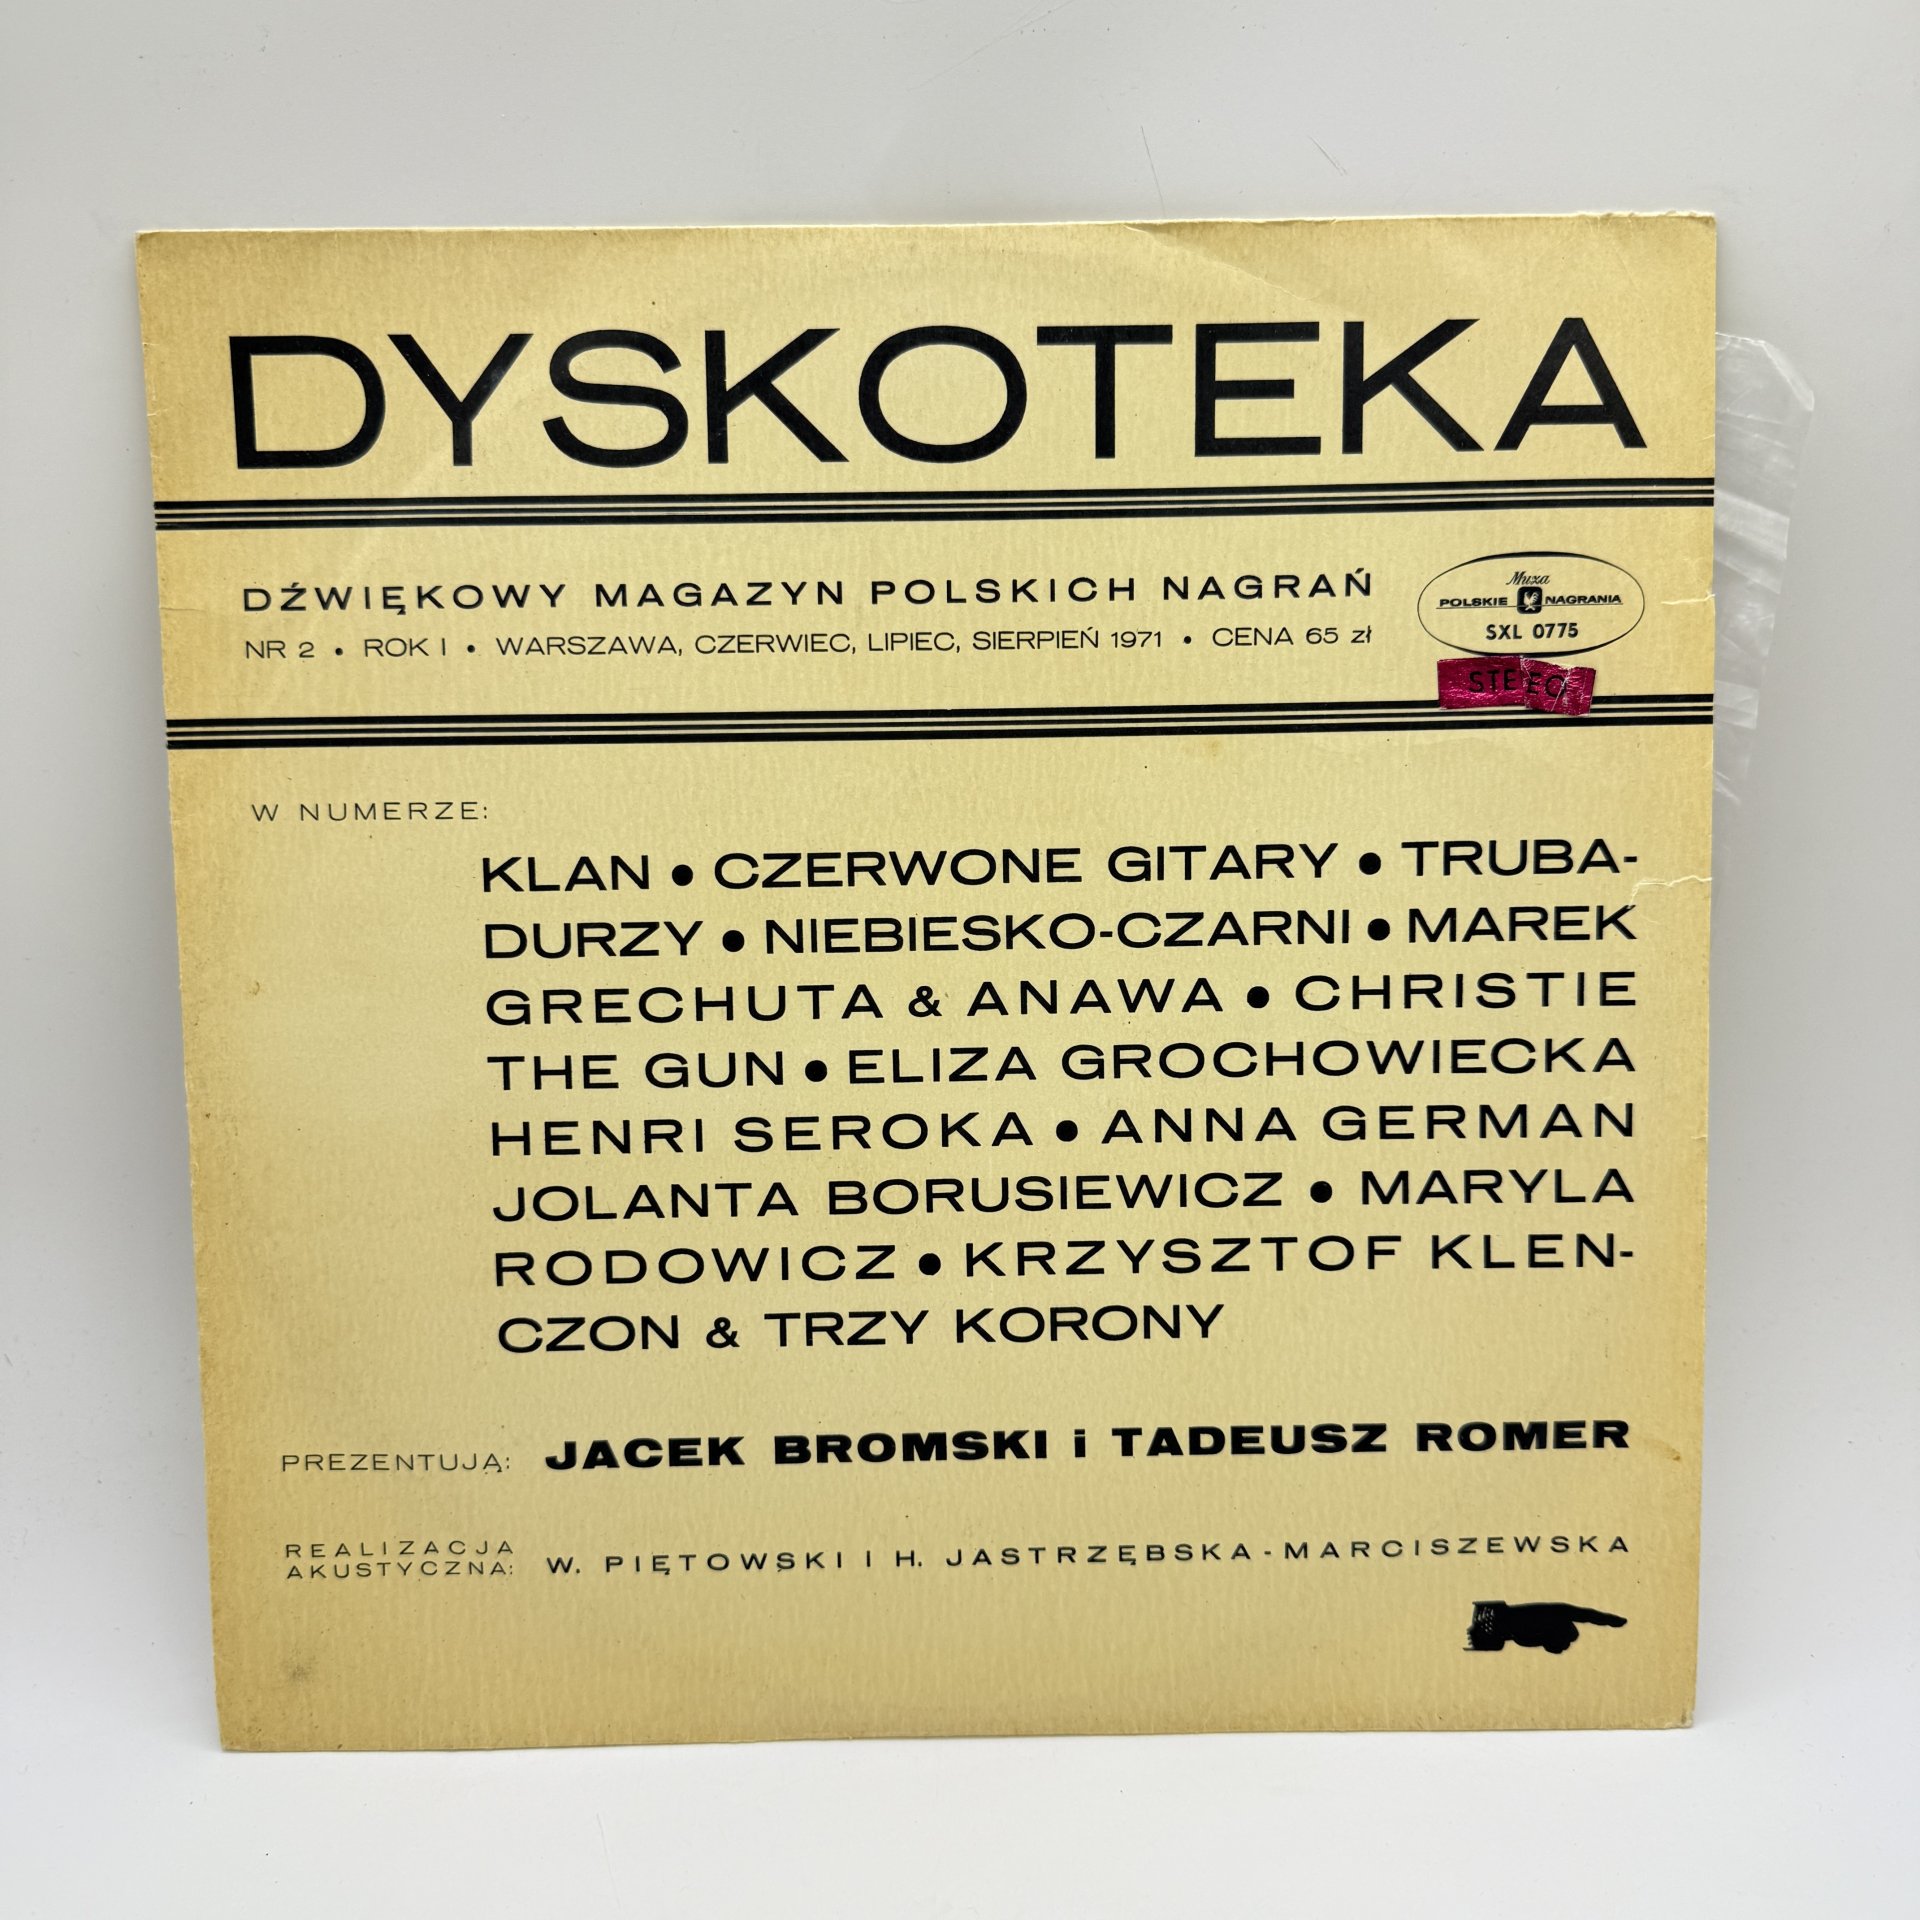 DYSKOTEKA
DŹWIĘKOWY MAGAZYN POLSKICH NAGRAŃ
NR 2 • ROK I • WARSZAWA, CZERWIEC, LIPIEC, SIERPIEŃ 1971 • CENA 65 zł
Muza
POLSKIE NAGRANIA
SXL 0775
STE EO
W NUMERZE:
KLAN • CZERWONE GITARY • TRUBA-
DURZY • NIEBIESKO-CZARNI • MAREK
GRECHUTA & ANAWA • CHRISTIE
THE GUN • ELIZA GROCHOWIECKA
HENRI SEROKA • ANNA GERMAN
JOLANTA BORUSIEWICZ • MARYLA
RODOWICZ • KRZYSZTOF KLEN-
CZON & TRZY KORONY
PREZENTUJĄ: JACEK BROMSKI i TADEUSZ ROMER
REALIZACJA
AKUSTYCZNA: W. PIĘTOWSKI I H. JASTRZĘBSKA-MARCISZEWSKA